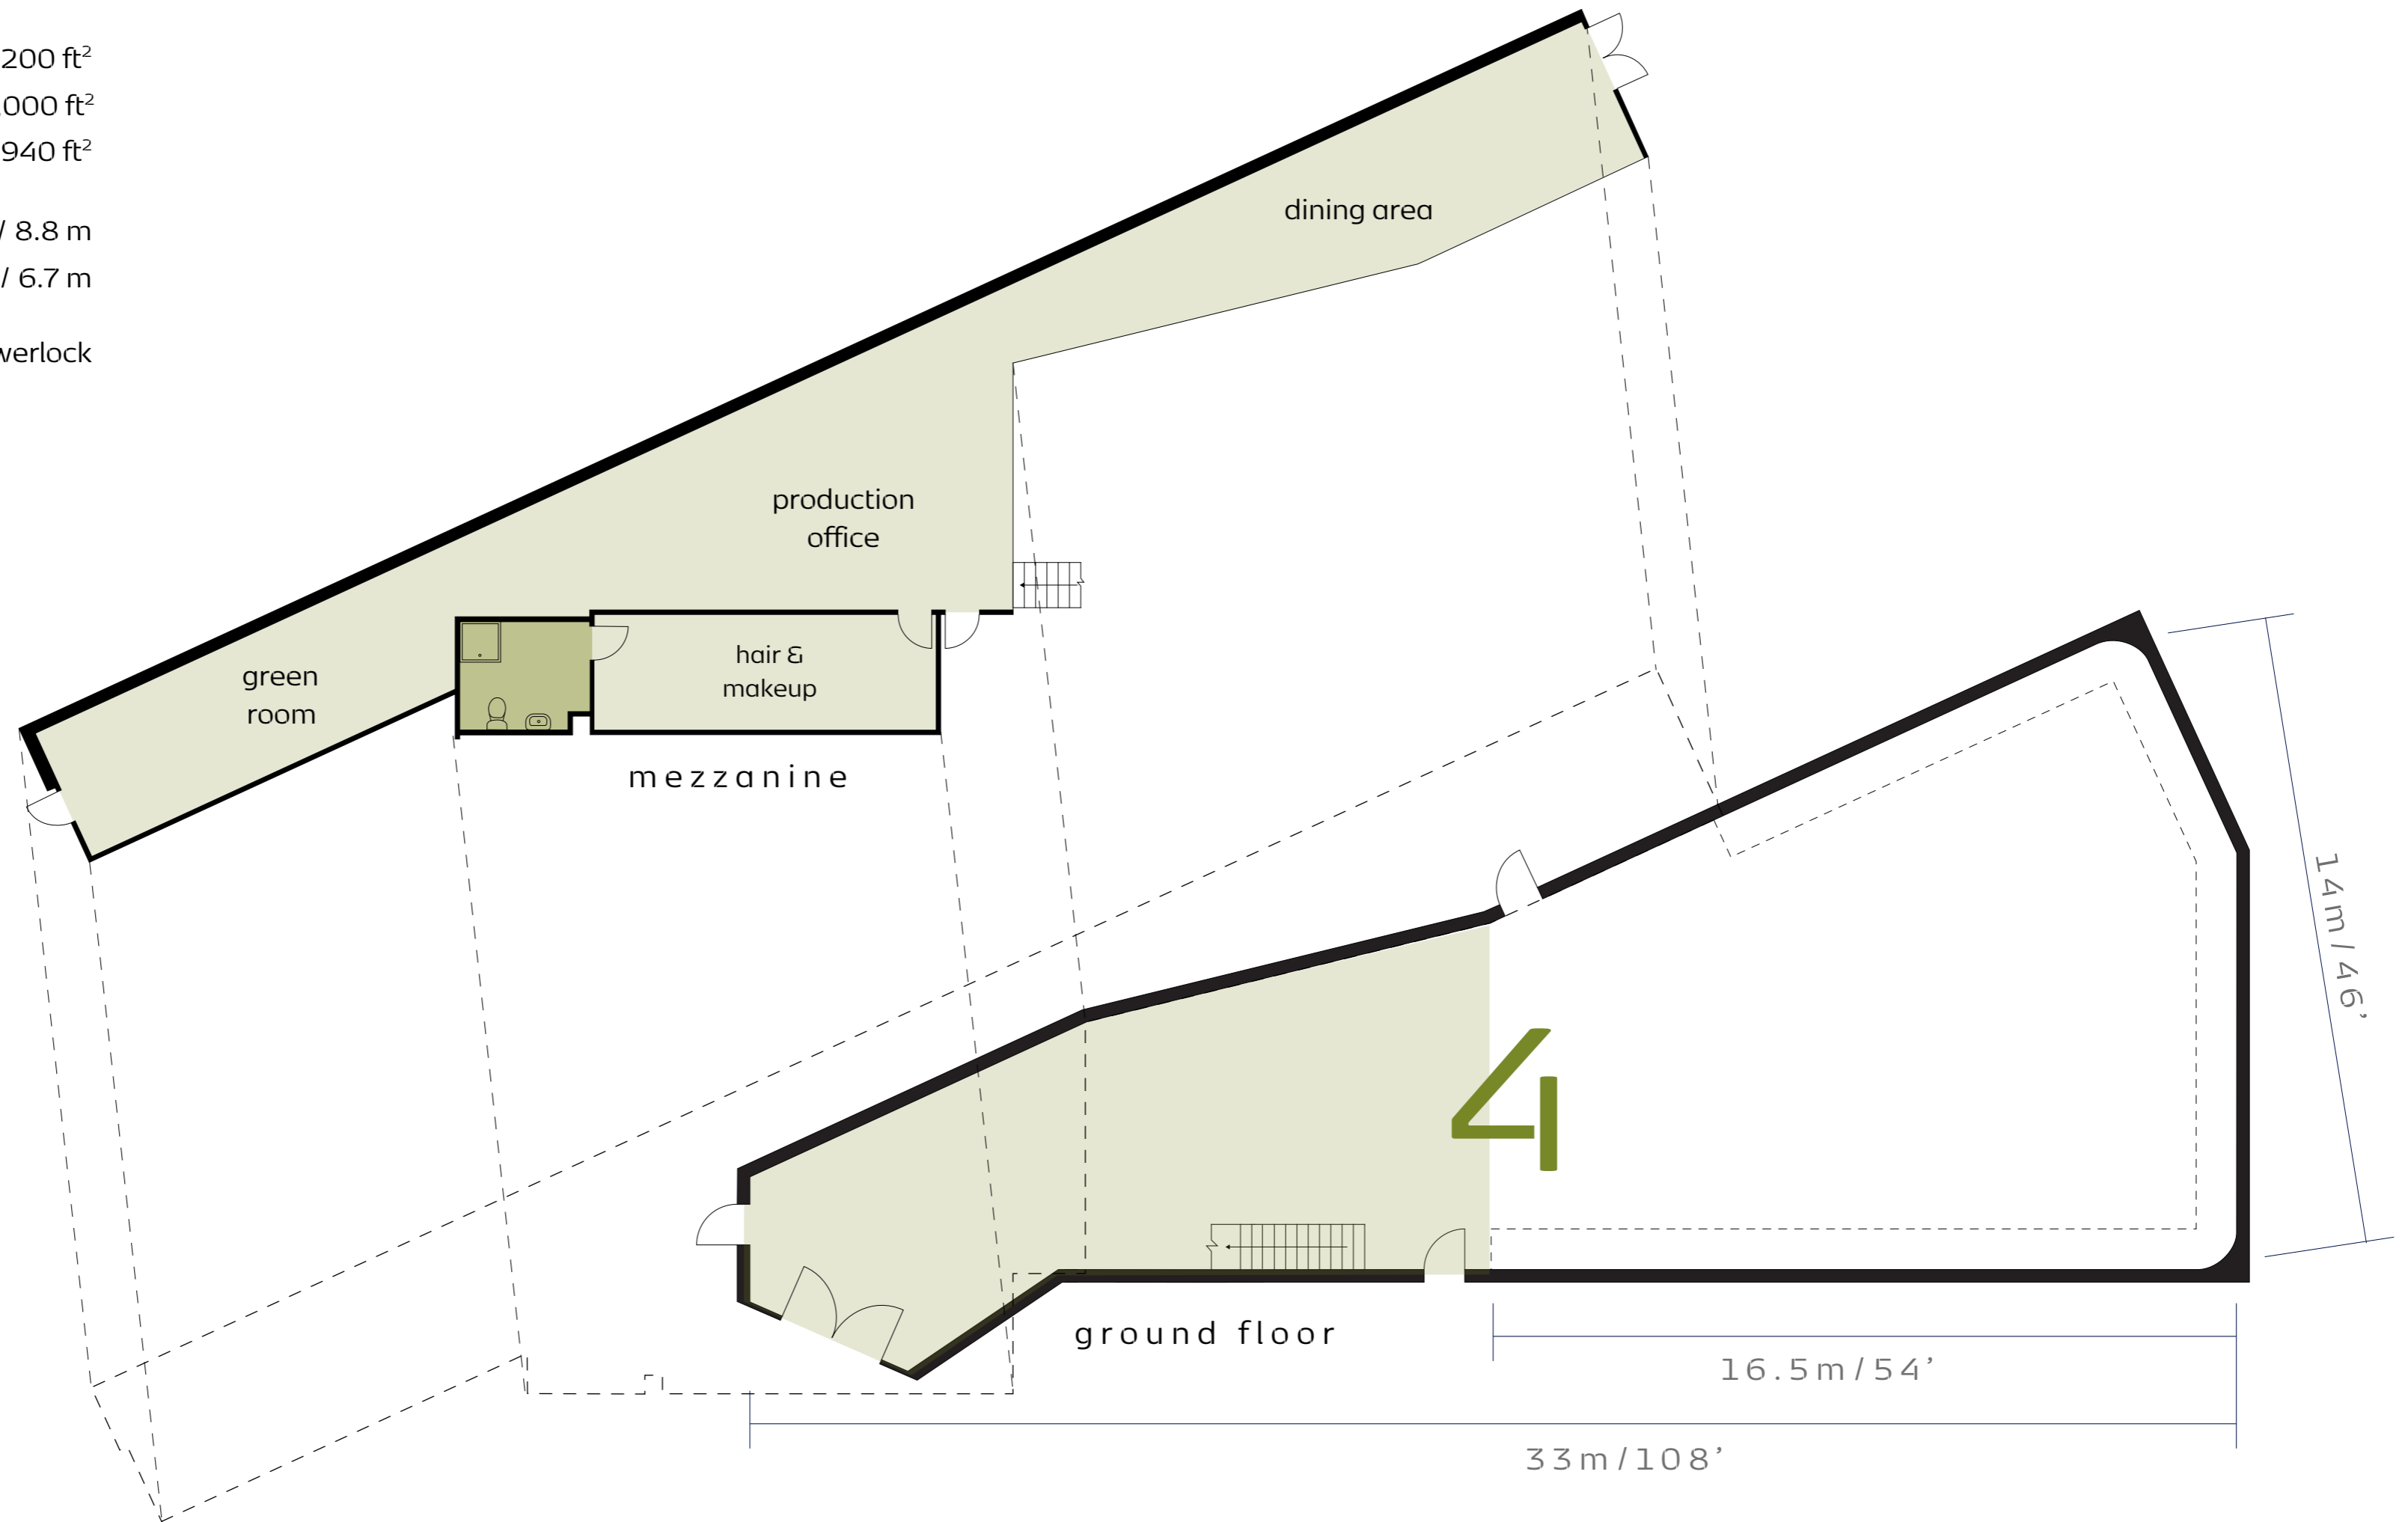 200 ft²
000 ft²
940 ft²
/ 8.8 m
/ 6.7 m
werlock
dining area
production
office
hair &
makeup
green
room
mezzanine
14m/46’
4
ground floor
16.5m/54’
33m/108’